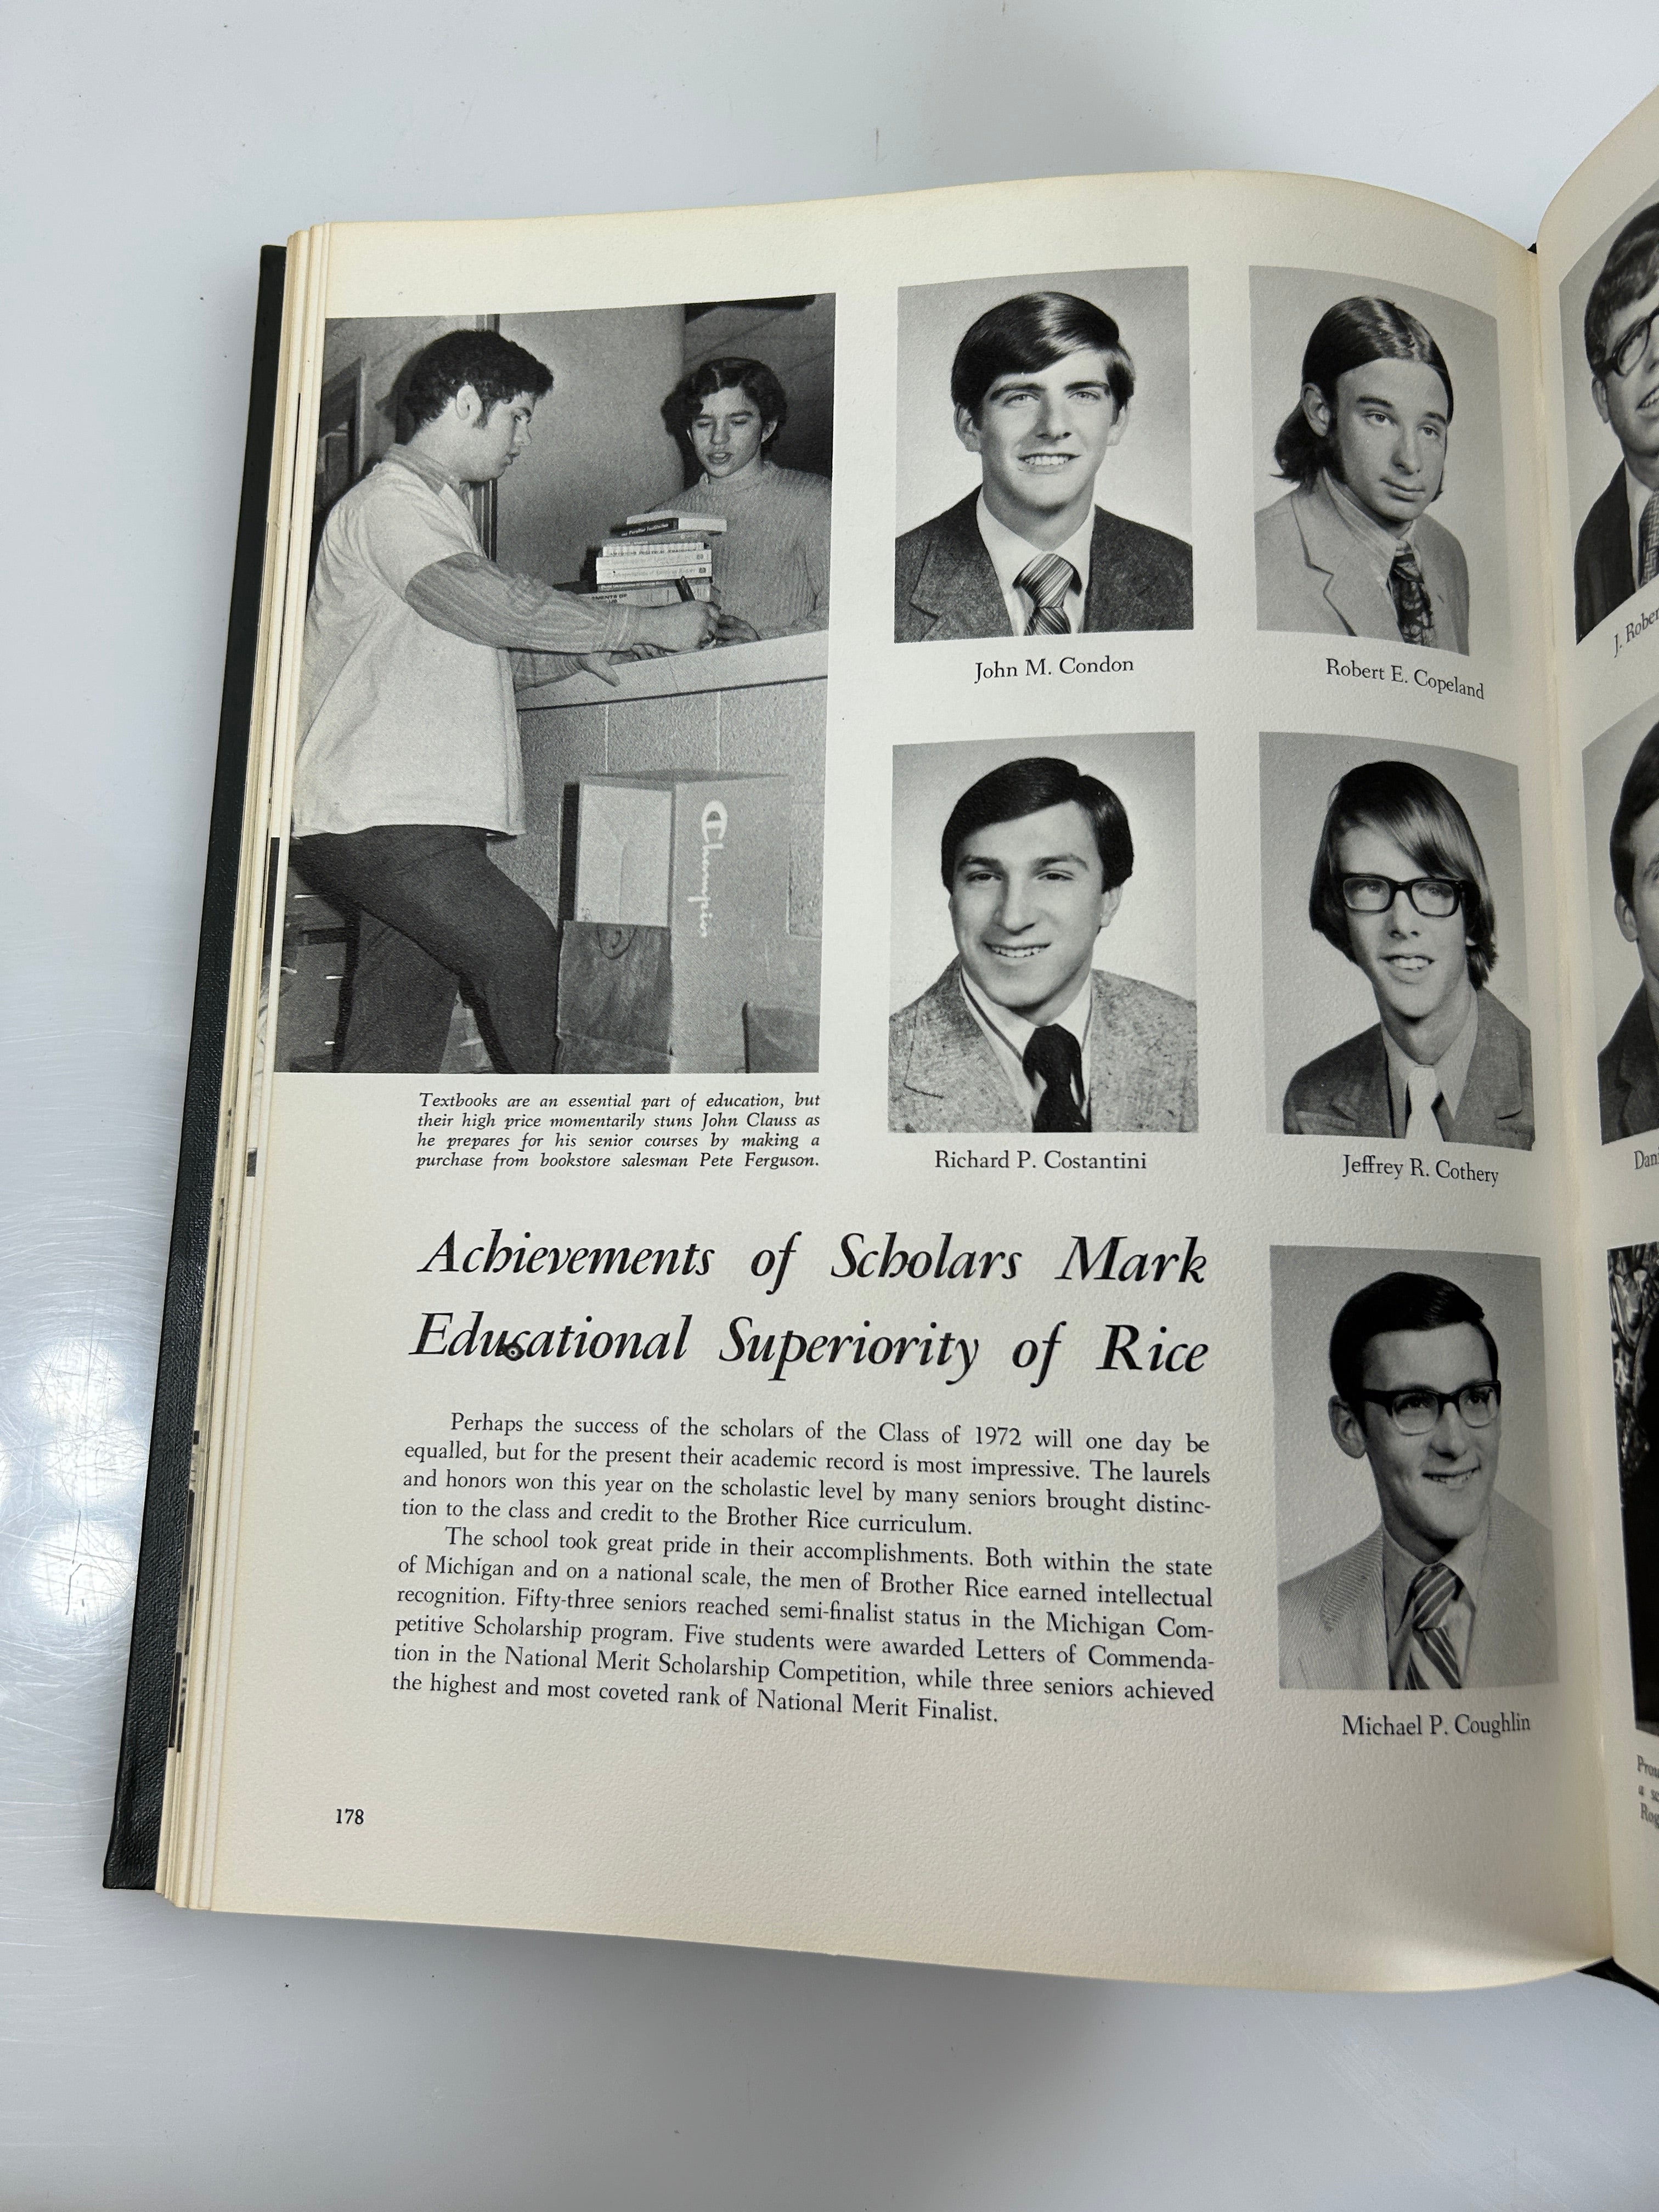 Champio
John M. Condon
Robert E. Copeland
J. Rober
Textbooks are an essential part of education, but
their high price momentarily stuns John Clauss as
he prepares for his senior courses by making a
purchase from bookstore salesman Pete Ferguson.
Richard P. Costantini
Jeffrey R. Cothery
Dani
Achievements of Scholars Mark
Educational Superiority of Rice
Perhaps the success of the scholars of the Class of 1972 will one day be
equalled, but for the present their academic record is most impressive. The laurels
and honors won this year on the scholastic level by many seniors brought distinc-
tion to the class and credit to the Brother Rice curriculum.
The school took great pride in their accomplishments. Both within the state
of Michigan and on a national scale, the men of Brother Rice earned intellectual
recognition. Fifty-three seniors reached semi-finalist status in the Michigan Com-
petitive Scholarship program. Five students were awarded Letters of Commenda-
tion in the National Merit Scholarship Competition, while three seniors achieved
the highest and most coveted rank of National Merit Finalist.
Michael P. Coughlin
Prou
a s
Rog
178